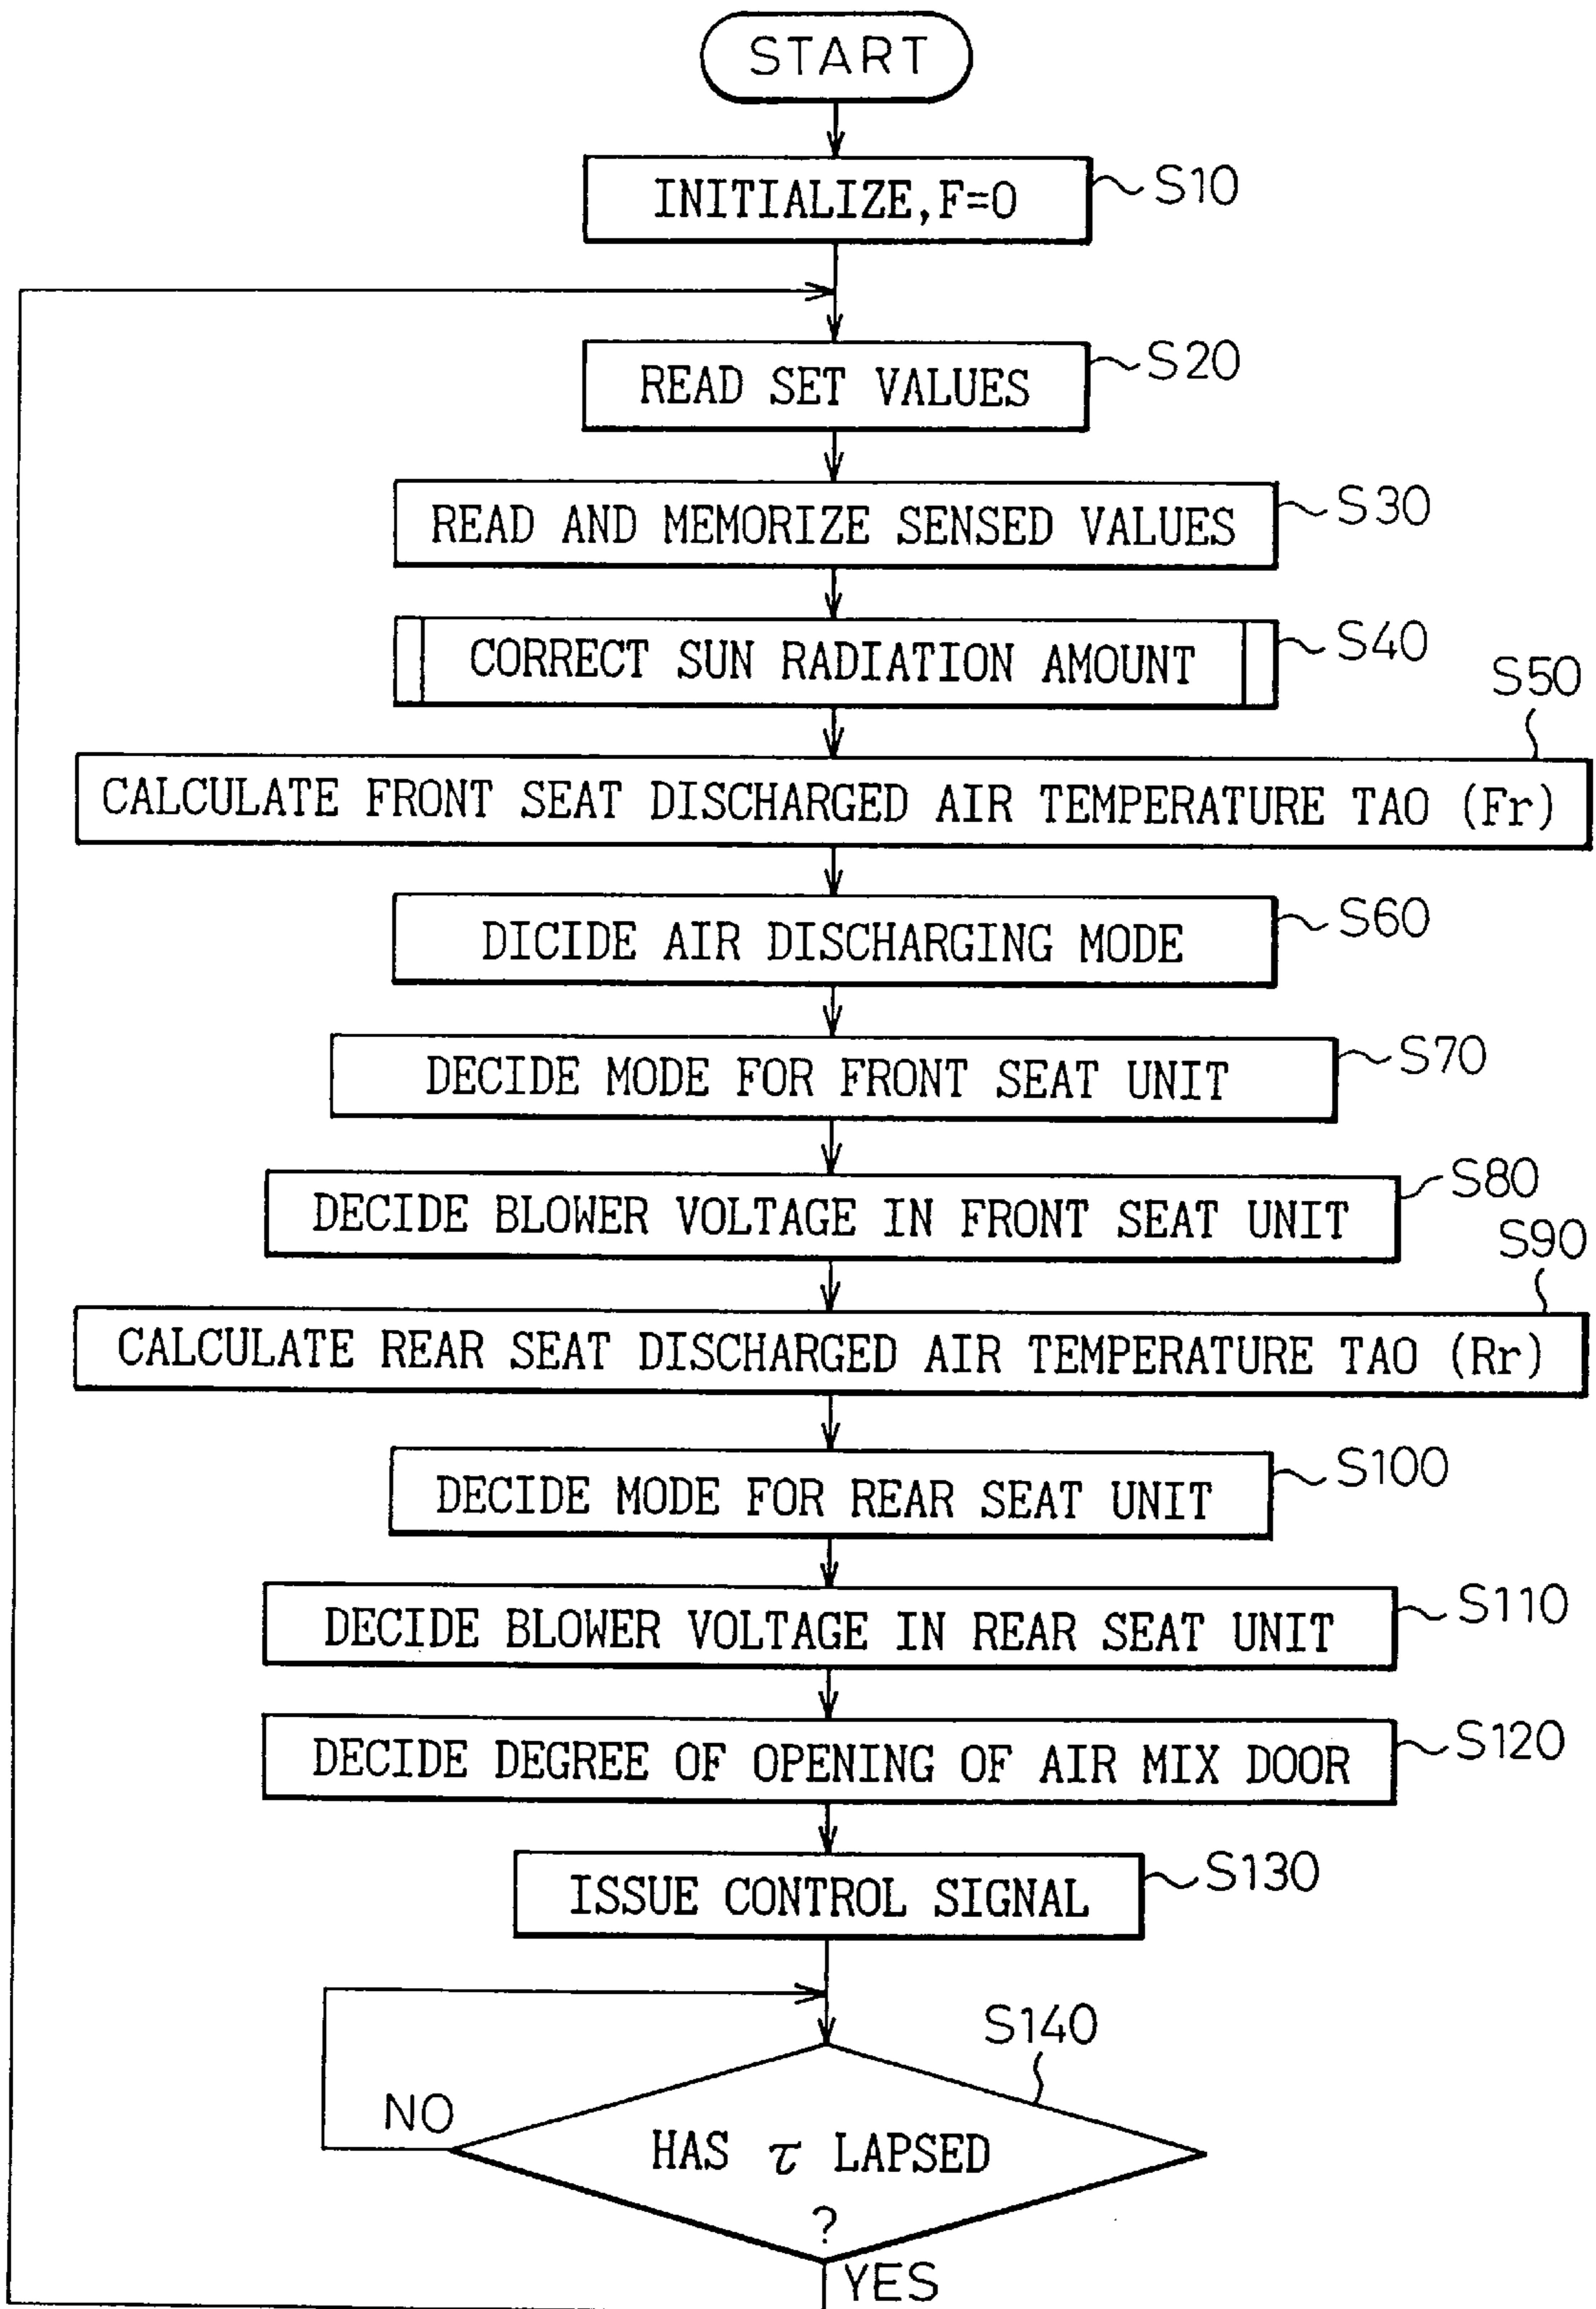 START
INITIALIZE,F=0
S10
READ SET VALUES
S20
READ AND MEMORIZE SENSED VALUES
S30
CORRECT SUN RADIATION AMOUNT
S40
S50
CALCULATE FRONT SEAT DISCHARGED AIR TEMPERATURE TAO (Fr)
DICIDE AIR DISCHARGING MODE
S60
DECIDE MODE FOR FRONT SEAT UNIT
S70
DECIDE BLOWER VOLTAGE IN FRONT SEAT UNIT
S80
S90
CALCULATE REAR SEAT DISCHARGED AIR TEMPERATURE TAO (Rr)
DECIDE MODE FOR REAR SEAT UNIT
S100
DECIDE BLOWER VOLTAGE IN REAR SEAT UNIT
S110
DECIDE DEGREE OF OPENING OF AIR MIX DOOR
S120
ISSUE CONTROL SIGNAL
S130
S140
NO
HAS τ LAPSED
?
YES